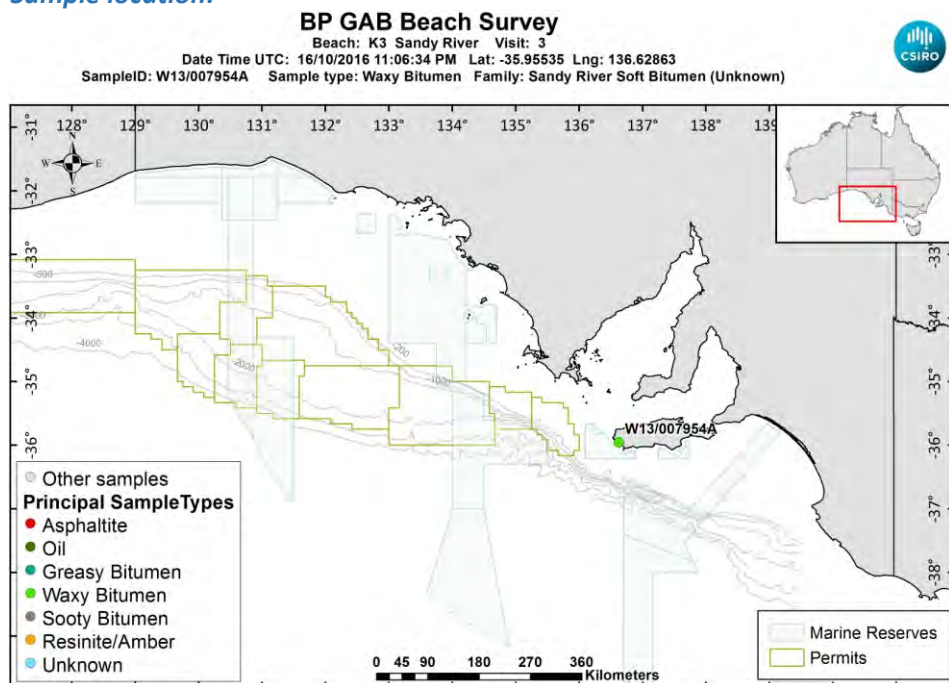 Sample location:
BP GAB Beach Survey
Beach: K3 Sandy River Visit: 3
Date Time UTC: 16/10/2016 11:06:34 PM Lat: -35.95535 Lng: 136.62863
SampleID: W13/007954A Sample type: Waxy Bitumen Family: Sandy River Soft Bitumen (Unknown)
CSIRO
128° 129° 130° 131° 132° 133° 134° 135° 136° 137° 138° 139
-31°
N
W E
S
-32°
-33° -33°
-34° -34°
-35° -35°
-36° -36°
-37°
-38°
-200
-1000
-2000
-4000
W13/007954A
Other samples
Principal SampleTypes
Asphaltite
Oil
Greasy Bitumen
Waxy Bitumen
Sooty Bitumen
Resinite/Amber
Unknown
0 45 90 180 270 360
Kilometers
Marine Reserves
Permits